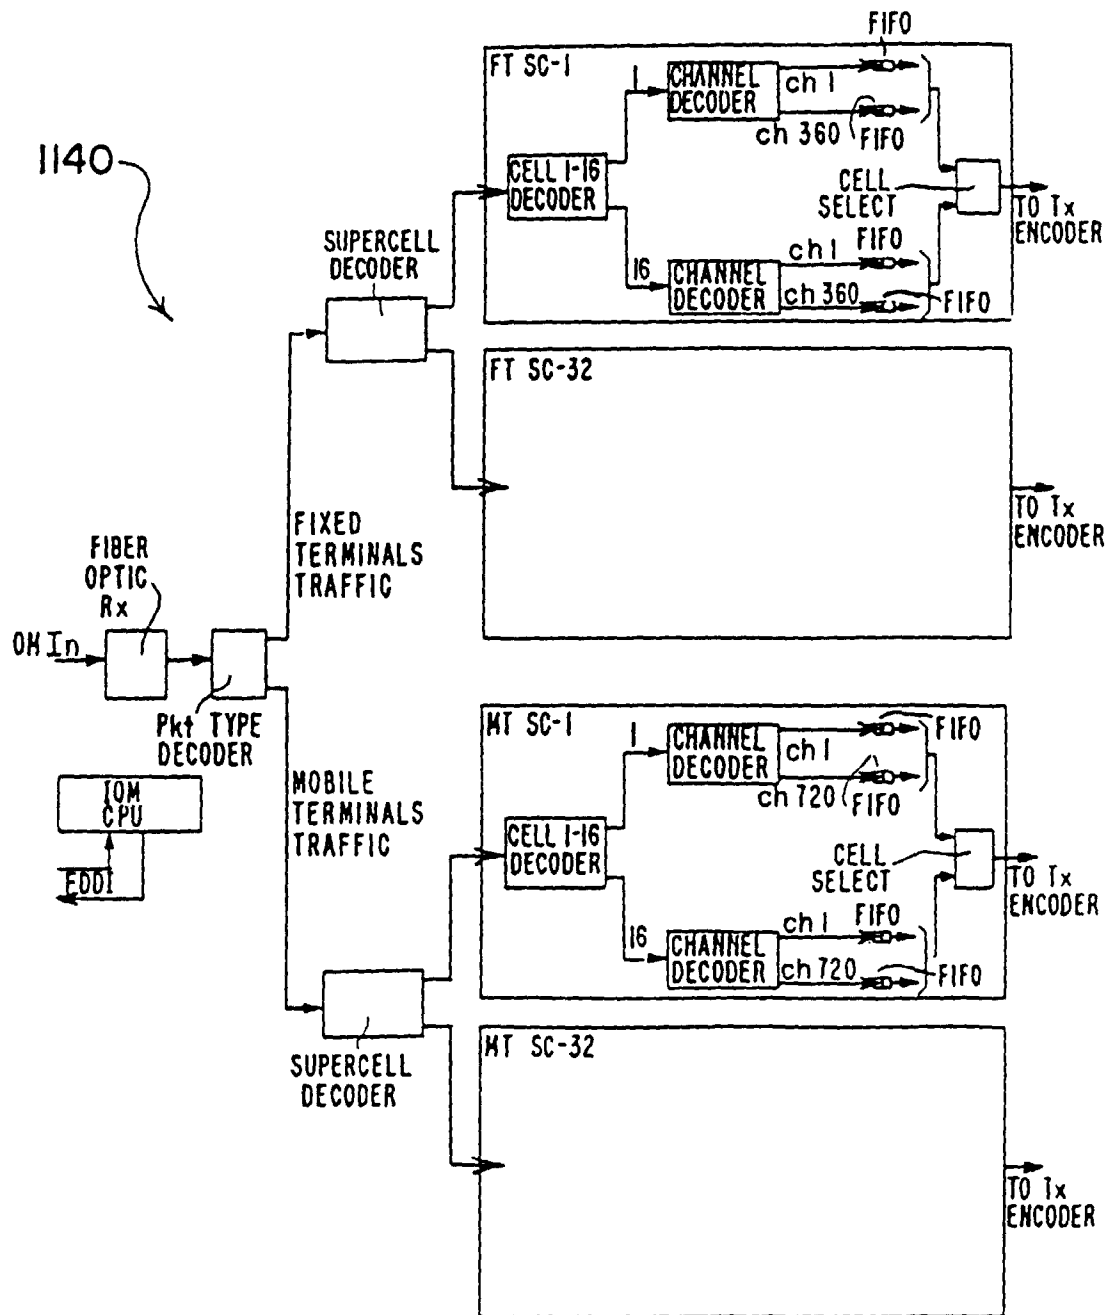 1140
FIFO
FT SC-1
1
CHANNEL
DECODER
ch 1
ch 360
FIFO
CELL 1-16
DECODER
CELL
SELECT
TO Tx
ENCODER
16
CHANNEL
DECODER
ch 1
FIFO
ch 360
FIFO
SUPERCELL
DECODER
FT SC-32
TO Tx
ENCODER
FIXED
TERMINALS
TRAFFIC
FIBER
OPTIC
Rx
In
Pkt TYPE
DECODER
IOM
CPU
FDDI
MOBILE
TERMINALS
TRAFFIC
MT SC-1
1
CHANNEL
DECODER
ch 1
FIFO
ch 720
FIFO
CELL 1-16
DECODER
CELL
SELECT
TO Tx
ENCODER
16
CHANNEL
DECODER
ch 1
FIFO
ch 720
FIFO
SUPERCELL
DECODER
MT SC-32
TO Tx
ENCODER